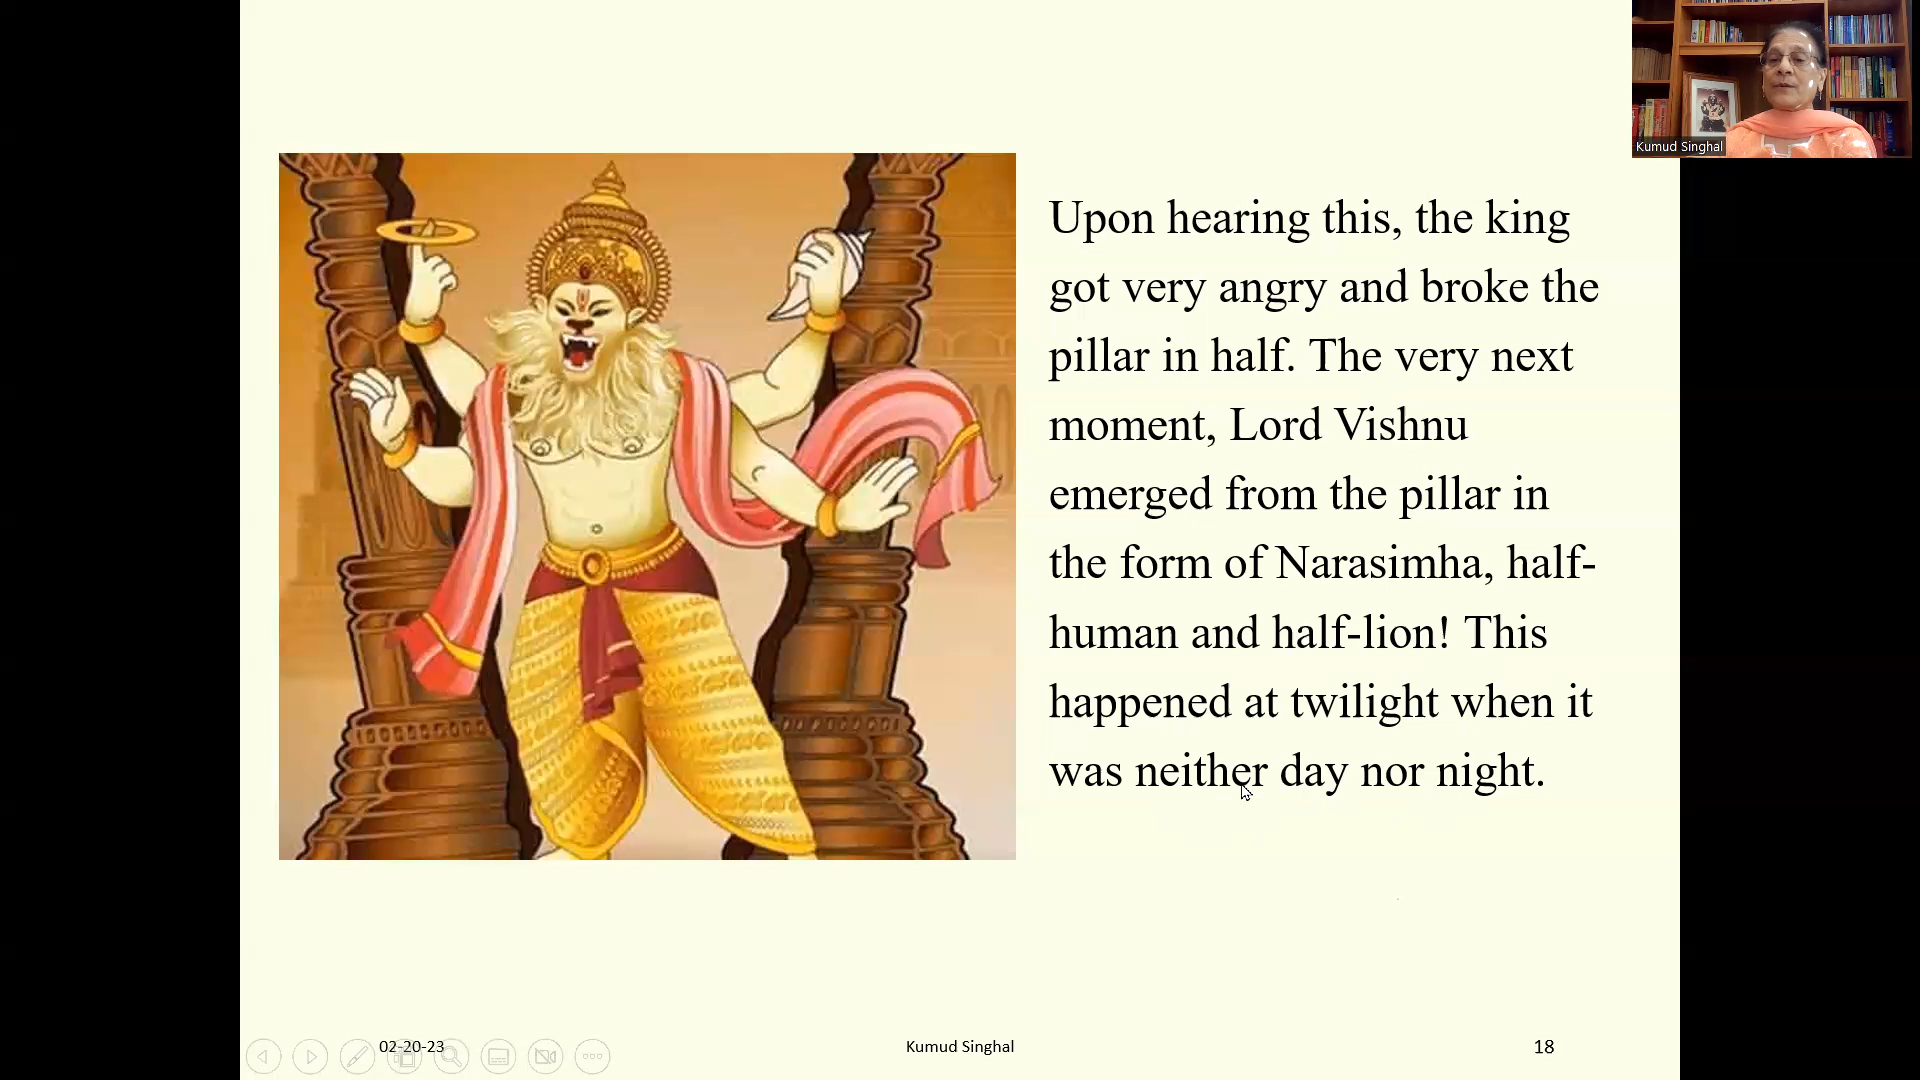 Kumud Singhal
Upon hearing this, the king
got very angry and broke the
pillar in half. The very next
moment, Lord Vishnu
emerged from the pillar in
the form of Narasimha, half-
human and half-lion! This
happened at twilight when it
was neither day nor night.
02-20-23
Kumud Singhal
18